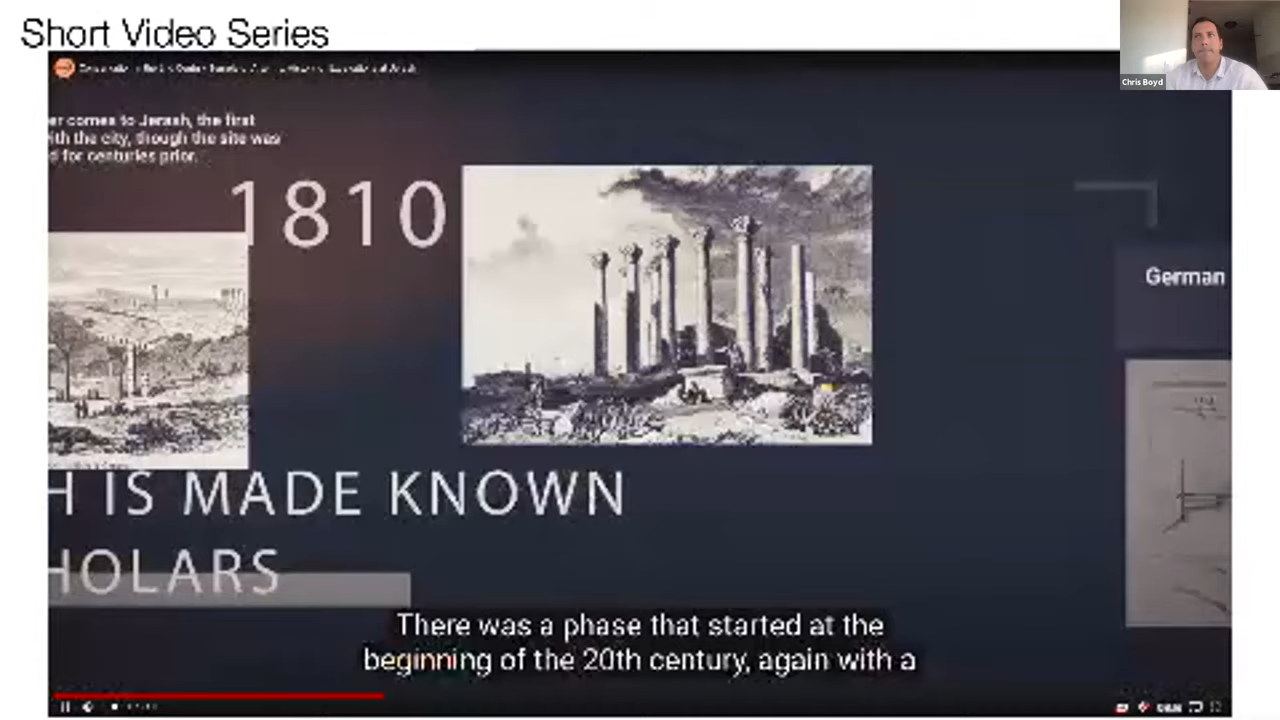 Short Video Series
Chris Boyd
er comes to Jerash, the first
ith the city, though the site was
d for centuries prior.
1810
German
H IS MADE KNOWN
HOLARS
There was a phase that started at the
beginning of the 20th century, again with a